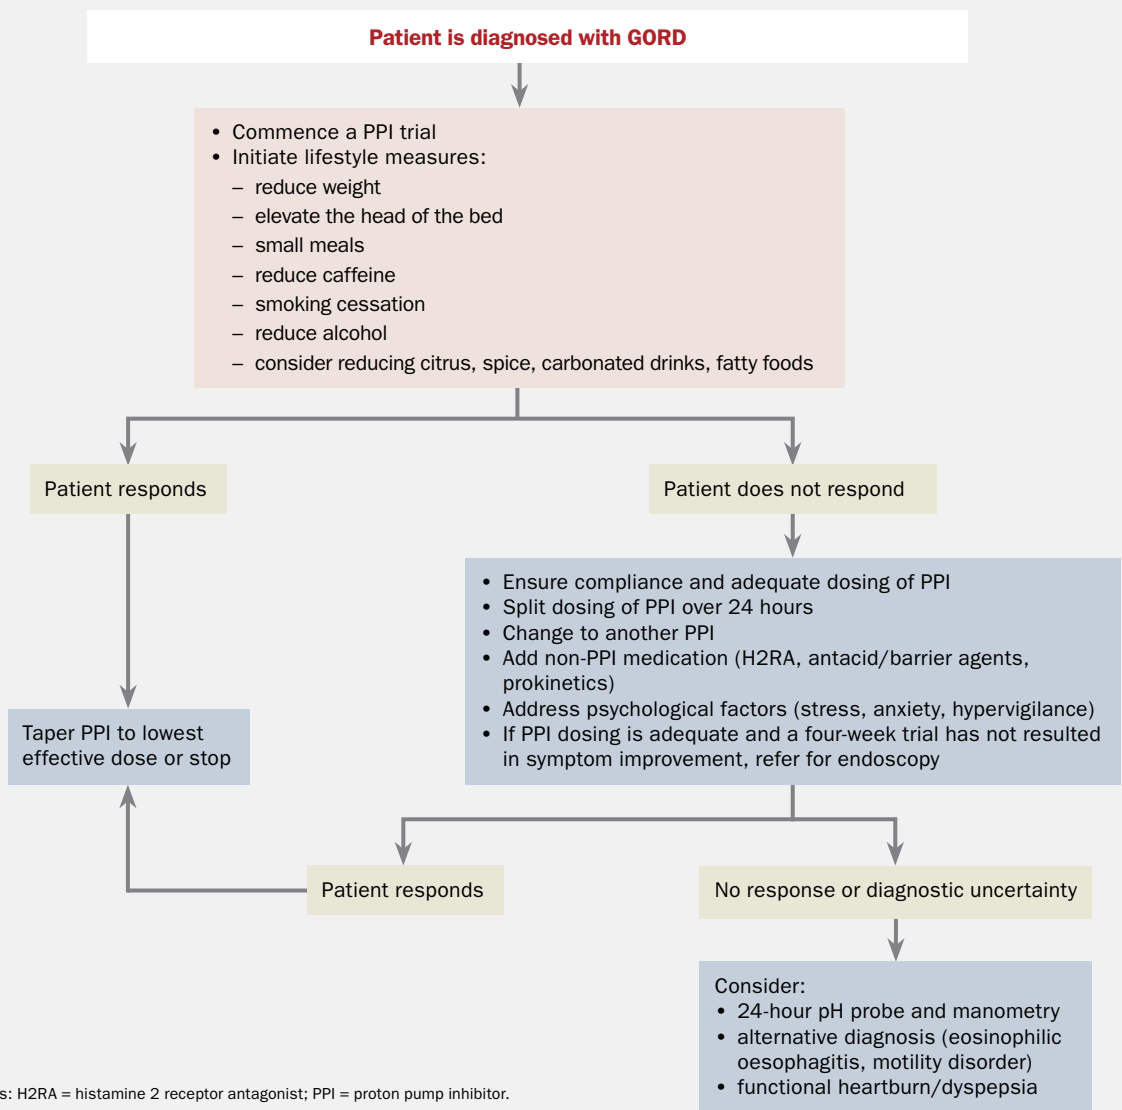 Patient is diagnosed with GORD
• Commence a PPI trial
• Initiate lifestyle measures:
– reduce weight
– elevate the head of the bed
– small meals
– reduce caffeine
– smoking cessation
– reduce alcohol
– consider reducing citrus, spice, carbonated drinks, fatty foods
Patient responds
Patient does not respond
• Ensure compliance and adequate dosing of PPI
• Split dosing of PPI over 24 hours
• Change to another PPI
• Add non-PPI medication (H2RA, antacid/barrier agents,
prokinetics)
• Address psychological factors (stress, anxiety, hypervigilance)
• If PPI dosing is adequate and a four-week trial has not resulted
in symptom improvement, refer for endoscopy
Taper PPI to lowest
effective dose or stop
Patient responds
No response or diagnostic uncertainty
Consider:
• 24-hour pH probe and manometry
• alternative diagnosis (eosinophilic
oesophagitis, motility disorder)
• functional heartburn/dyspepsia
s: H2RA = histamine 2 receptor antagonist; PPI = proton pump inhibitor.